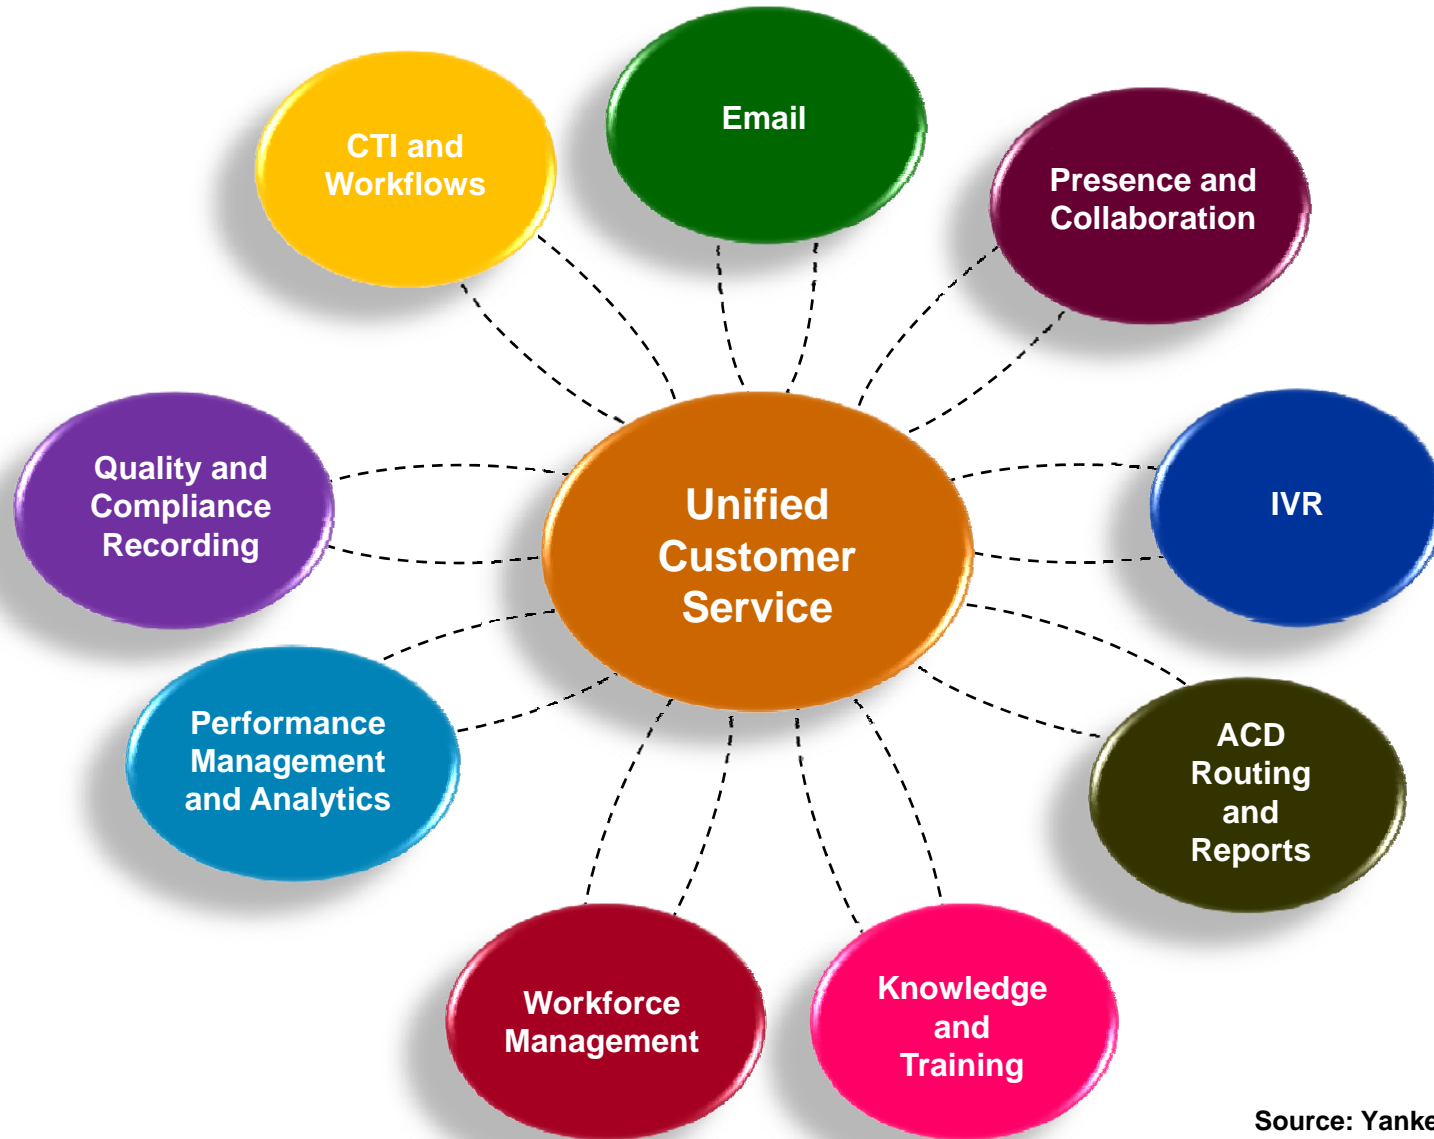 Email
CTI and
Workflows
Presence and
Collaboration
Quality and
Compliance
Recording
Unified
Customer
Service
IVR
Performance
Management
and Analytics
ACD
Routing
and
Reports
Workforce
Management
Knowledge
and
Training
Source: Yanke